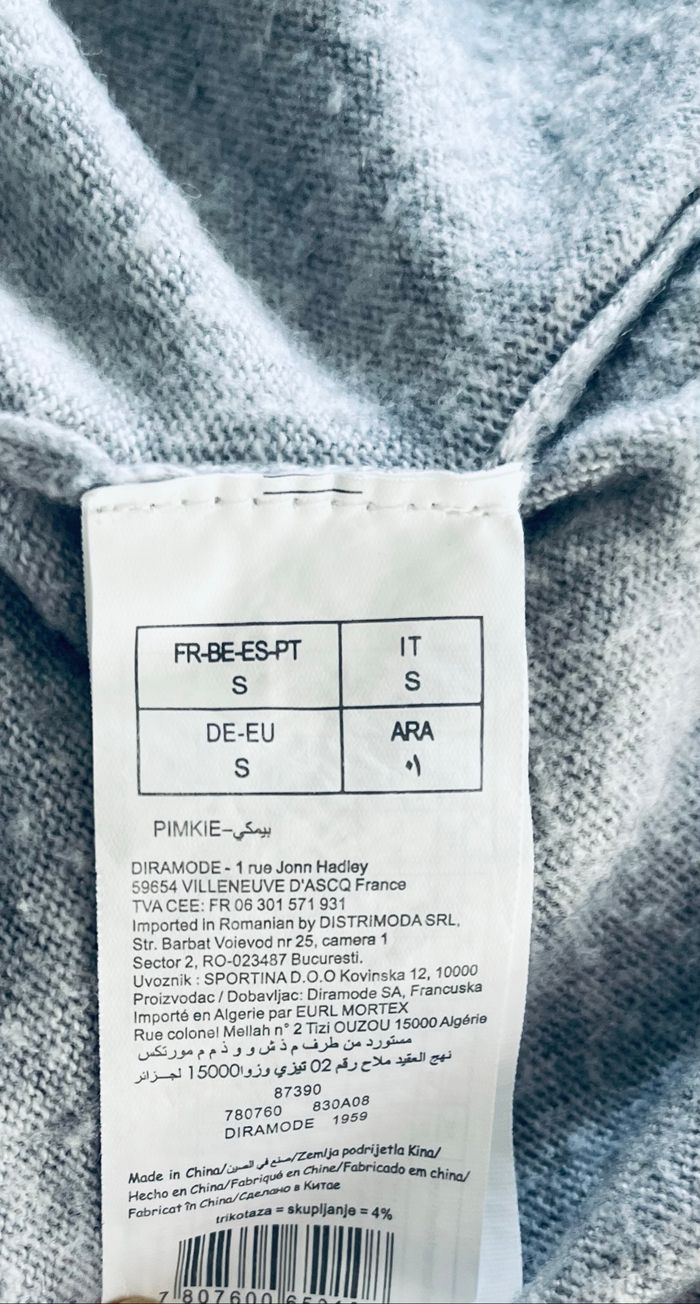 FR-BE-ES-PT
S
IT
S
DE-EU
S
ARA
٠١
PIMKIE-بيمكي
DIRAMODE - 1 rue Jonn Hadley
59654 VILLENEUVE D'ASCQ France
TVA CEE: FR 06 301 571 931
Imported in Romanian by DISTRIMODA SRL,
Str. Barbat Voievod nr 25, camera 1
Sector 2, RO-023487 Bucuresti.
Uvoznik : SPORTINA D.O.O Kovinska 12, 10000
Proizvodac / Dobavljac: Diramode SA, Francuska
Importé en Algerie par EURL MORTEX
Rue colonel Mellah n° 2 Tizi OUZOU 15000 Algérie
مستورد من طرف م ذ ش و و ذ م م مورتكس
نهج العقيد ملاح رقم 02 تيزي وزو15000 لجزائر
87390
780760 830A08
DIRAMODE 1959
Made in China/صنع في الصين/Zemlja podrijetla Kina/
Hecho en China/Fabriqué en Chine/Fabricado em china/
Fabricat în China/Сделано в Китае
trikotaza = skupljanje = 4%
7 807600